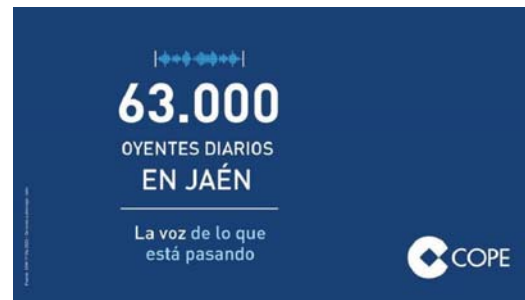 63.000
OYENTES DIARIOS
EN JAÉN
La voz de lo que
está pasando
COPE